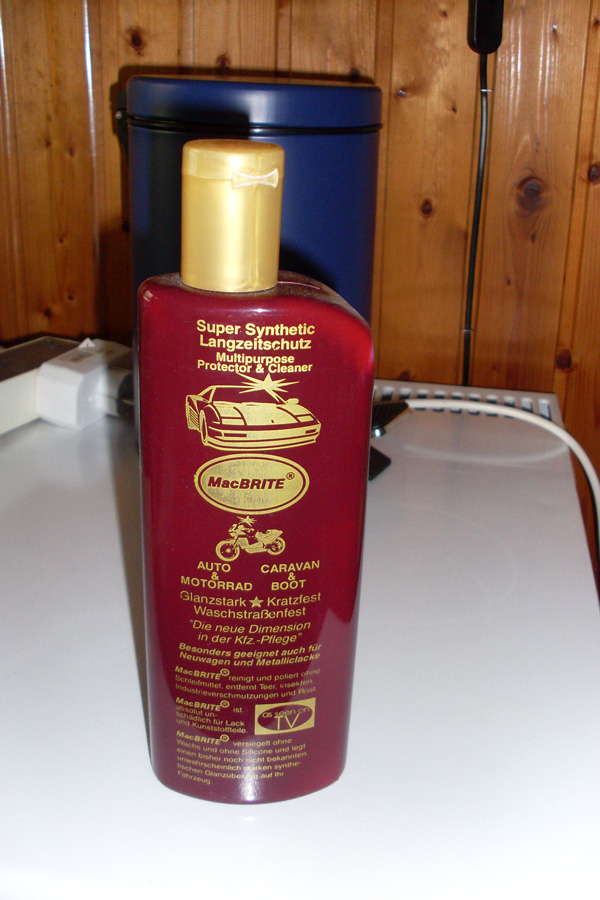 Super Synthetic
Langzeitschutz
Multipurpose
Protector & Cleaner
MacBRITE®
AUTO
&
MOTORRAD
CARAVAN
&
BOOT
Glanzstark ★ Kratzfest
Waschstraßenfest
"Die neue Dimension
in der Kfz.-Pflege"
Besonders geeignet auch für
Neuwagen und Metalliclacke
MacBRITE® reinigt und poliert ohne
Schleifmittel, entfernt Teer, Insekten,
Industrieverschmutzungen und Rost.
MacBRITE® ist
absolut un-
schädlich für Lack
und Kunststoffteile.
as seen on
TV
MacBRITE® versiegelt ohne
Wachs und ohne Silicone und legt
einen bisher noch nicht bekannten,
unwahrscheinlich starken synthe-
tischen Glanzüberzug auf Ihr
Fahrzeug.